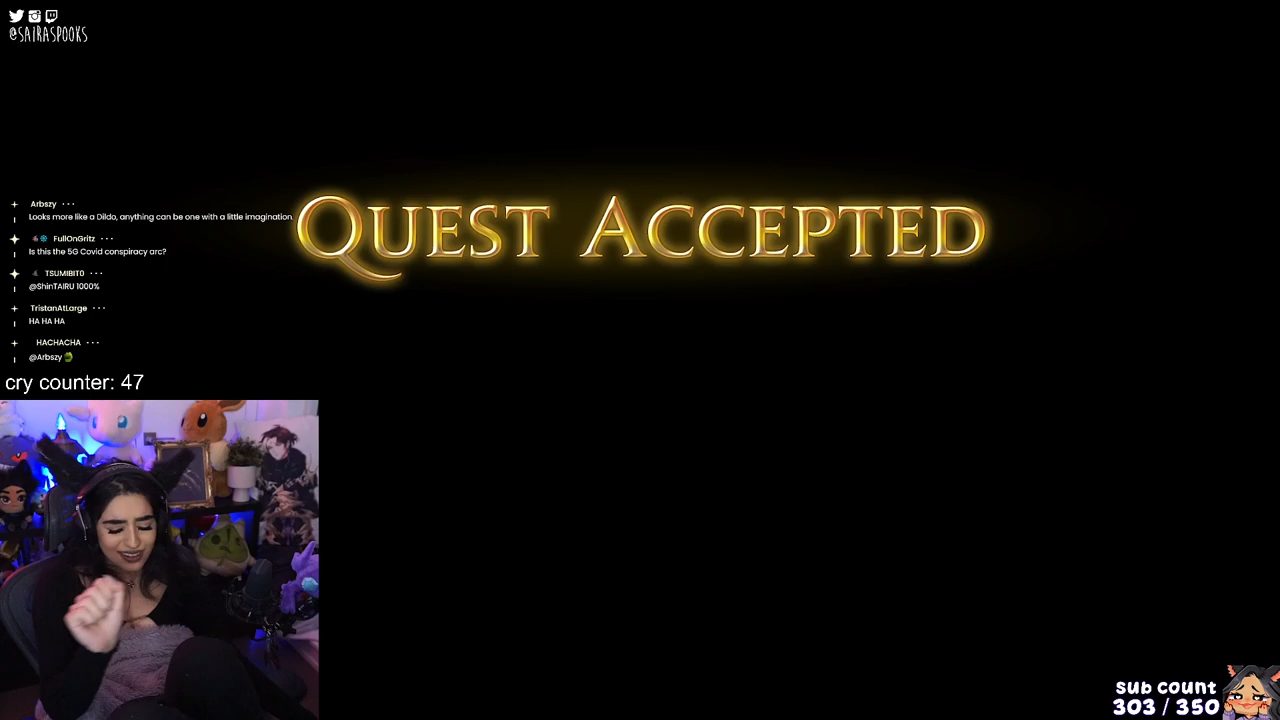 @SAIRASPOOKS
QUEST ACCEPTED
Arbszy
Looks more like a Dildo, anything can be one with a little imagination.
FullOnGritz
Is this the 5G Covid conspiracy arc?
TSUMIBITO
@ShinTAIRU 1000%
TristanAtLarge
HA HA HA
HACHACHA
@Arbszy
cry counter: 47
sub count
303 / 350